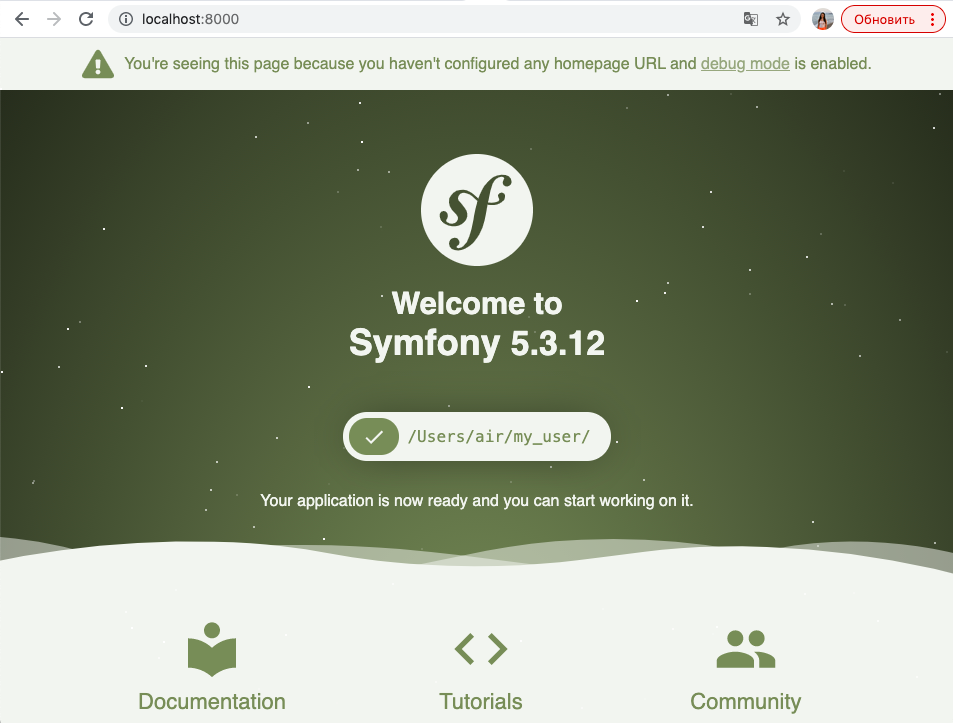 localhost:8000
Обновить
You're seeing this page because you haven't configured any homepage URL and debug mode is enabled.
sf
Welcome to
Symfony 5.3.12
/Users/air/my_user/
Your application is now ready and you can start working on it.
Documentation
Tutorials
Community